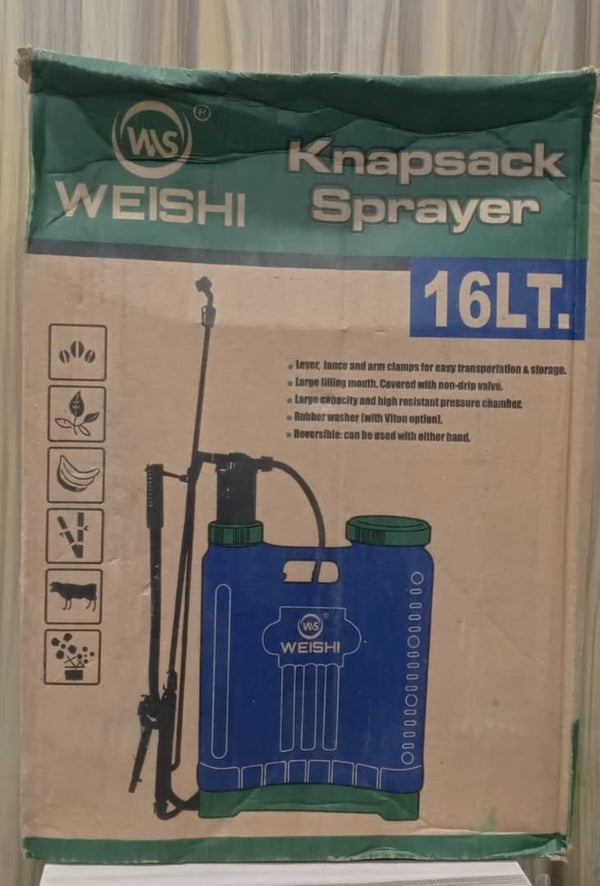 WS ®
WEISHI
Knapsack
Sprayer
16LT.
Lever, lance and arm clamps for easy transportation & storage.
Large filling mouth. Covered with non-drip valve.
Large capacity and high resistant pressure chamber.
Rubber washer (with Viton option).
Reversible: can be used with either hand.
WS ®
WEISHI